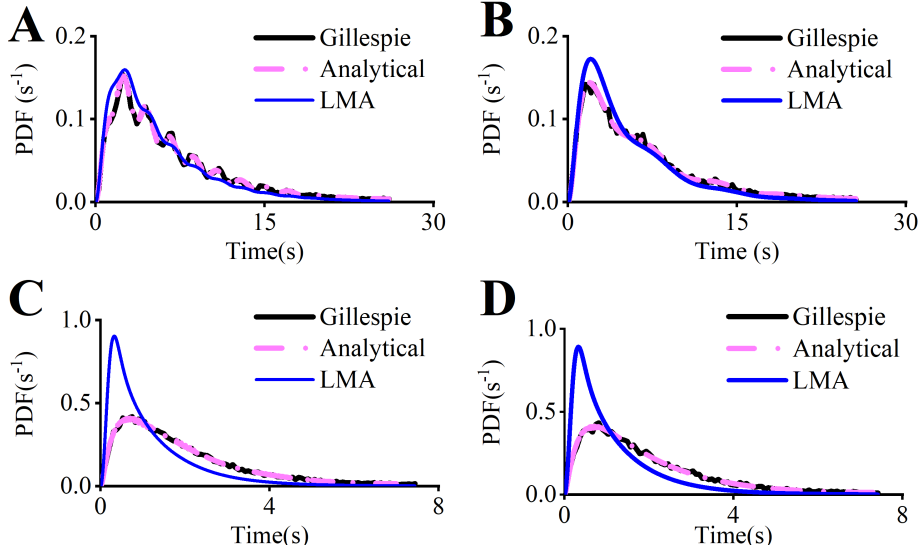 A
PDF (s-1)
0.2
0.1
0.0
0
15
30
Time(s)
Gillespie
Analytical
LMA
B
PDF (s-1)
0.2
0.1
0.0
0
15
30
Time (s)
Gillespie
Analytical
LMA
C
PDF(s-1)
1.0
0.5
0.0
0
4
8
Time(s)
Gillespie
Analytical
LMA
D
PDF(s-1)
1.0
0.5
0.0
0
4
8
Time(s)
Gillespie
Analytical
LMA